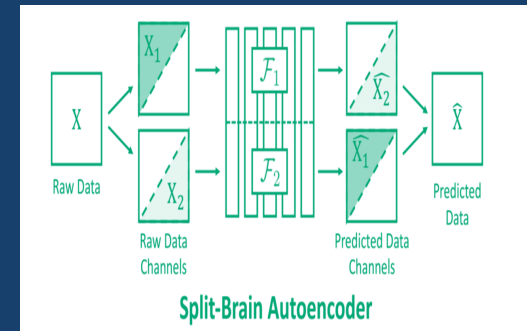 X
Raw Data
X₁
X₂
Raw Data
Channels
ℱ₁
ℱ₂
X̂₂
X̂₁
Predicted Data
Channels
X̂
Predicted
Data
Split-Brain Autoencoder